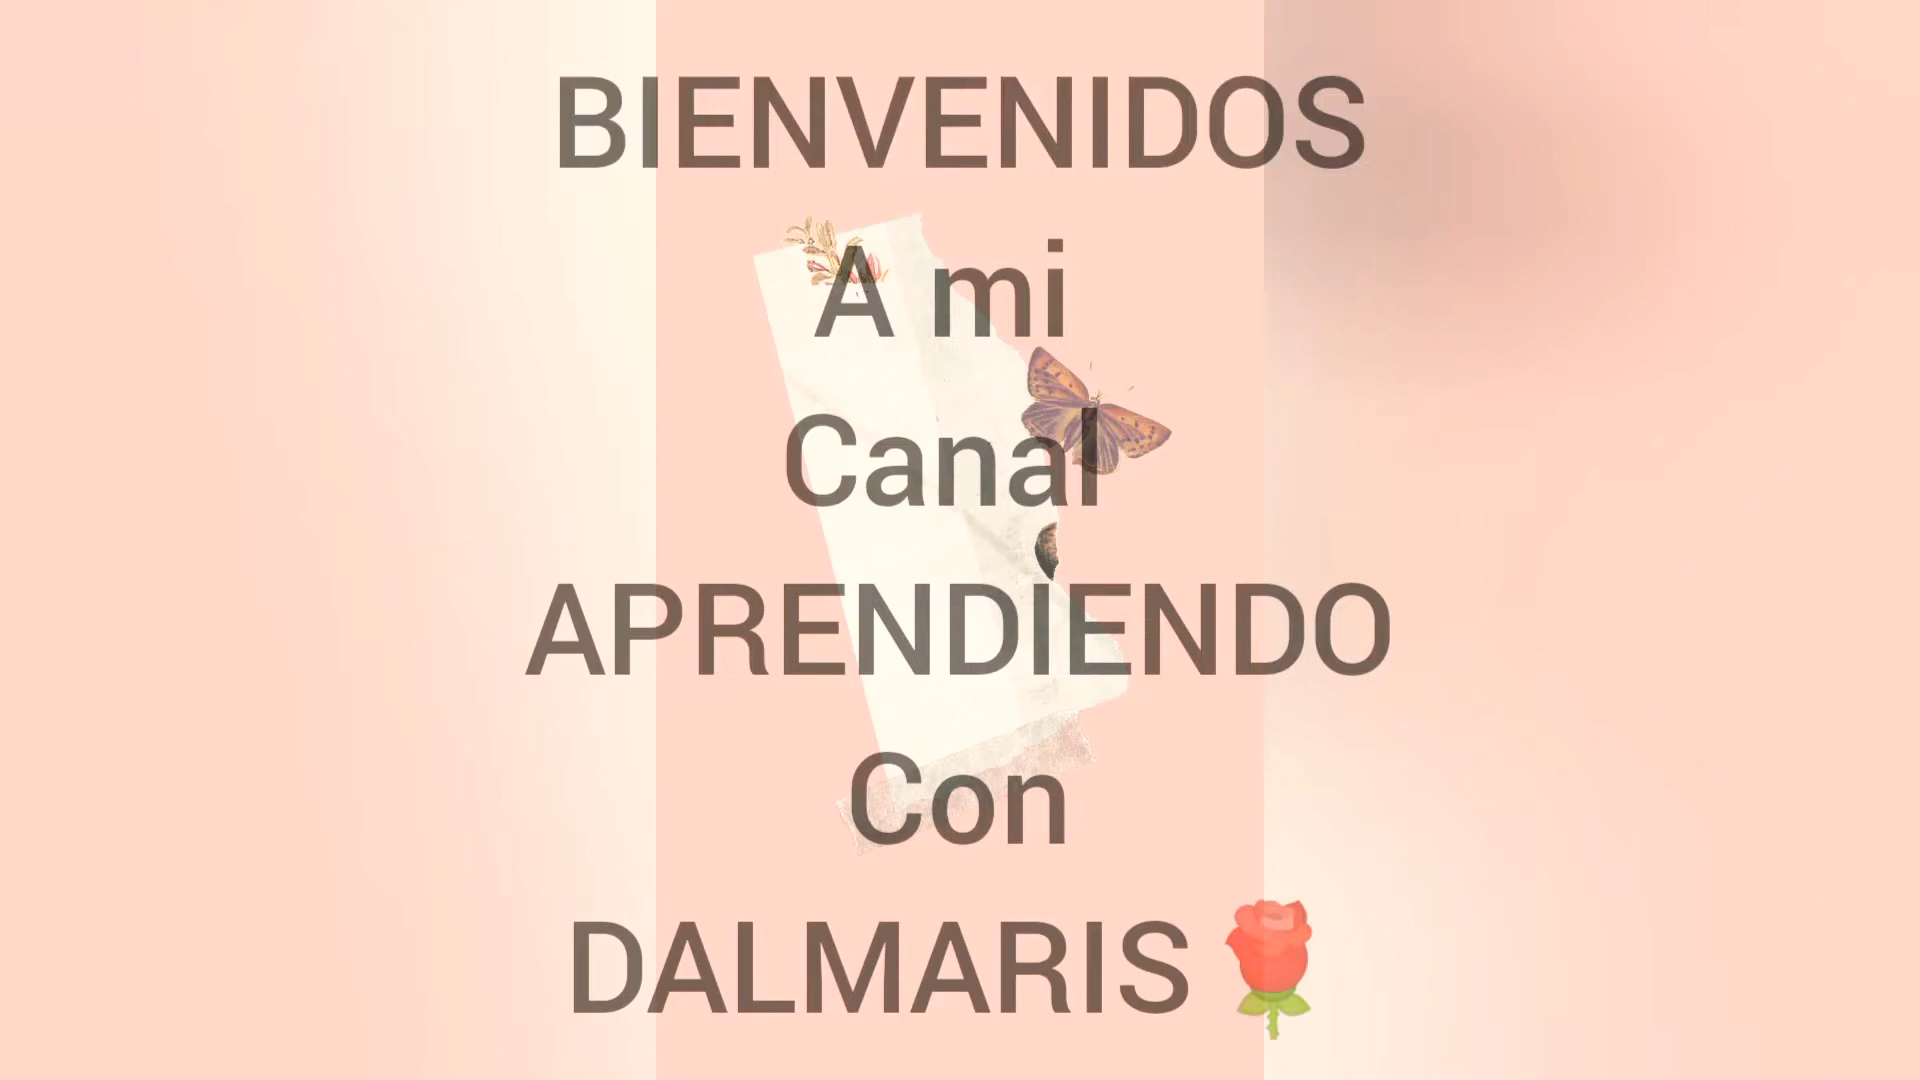 BIENVENIDOS
A mi
Canal
APRENDIENDO
Con
DALMARIS🌹